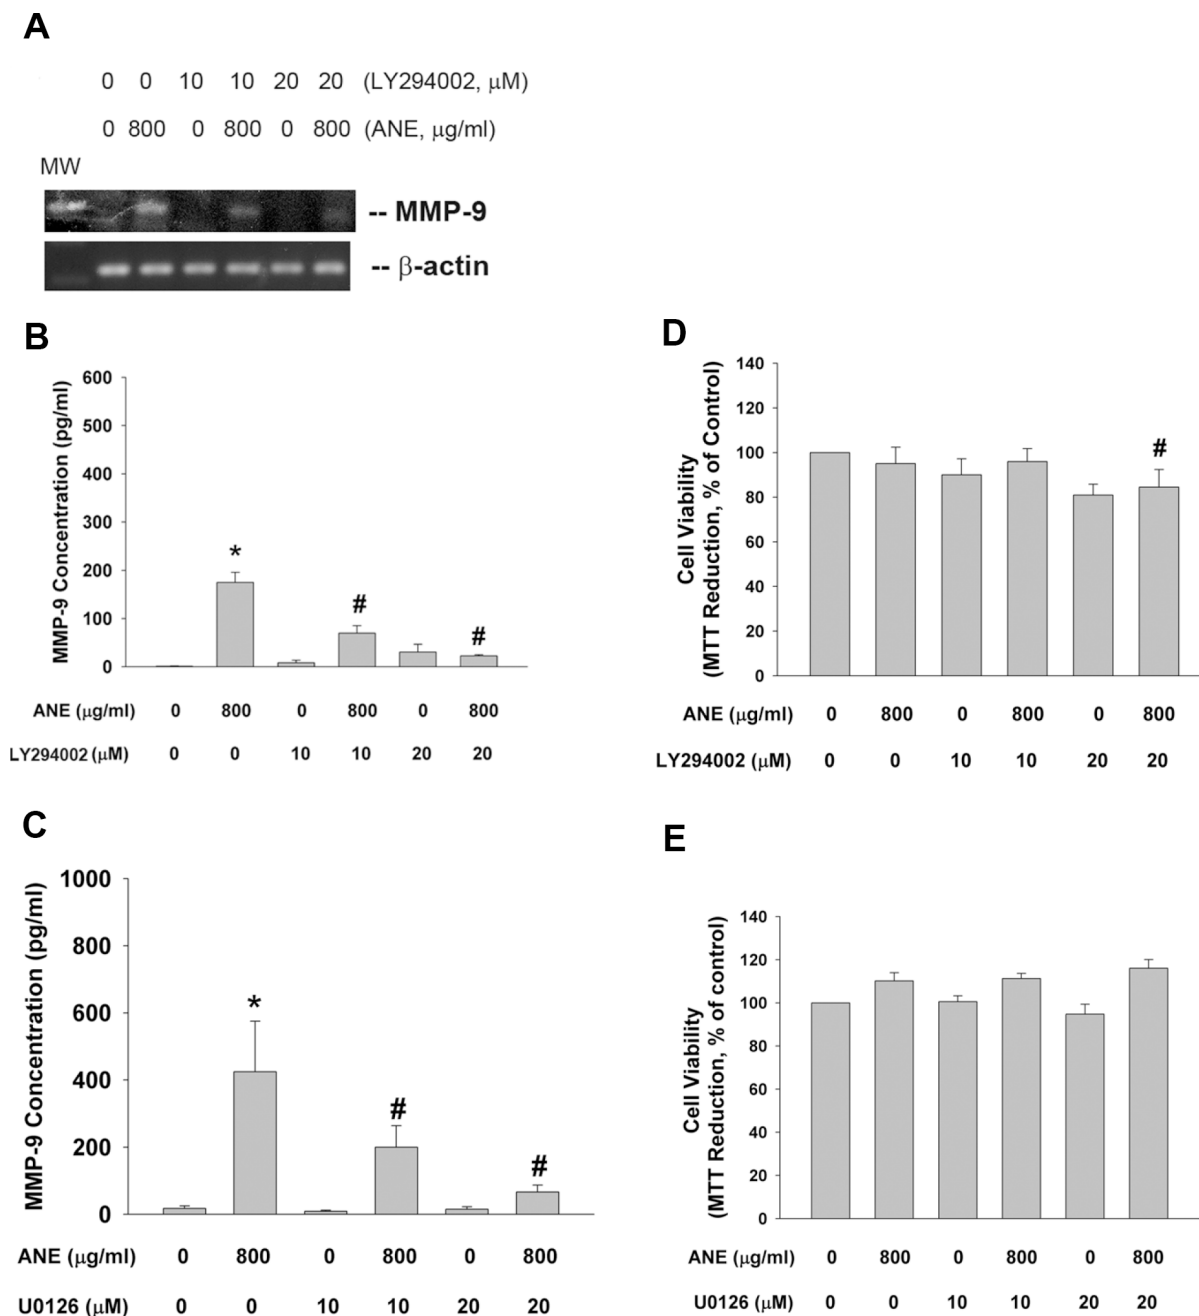 A
0 0 10 10 20 20 (LY294002, μM)
0 800 0 800 0 800 (ANE, μg/ml)
MW
-- MMP-9
-- β-actin
B
MMP-9 Concentration (pg/ml)
600
500
400
300
200
100
0
*
#
#
ANE (μg/ml) 0 800 0 800 0 800
LY294002 (μM) 0 0 10 10 20 20
D
Cell Viability
(MTT Reduction, % of Control)
140
120
100
80
60
40
20
0
#
ANE (μg/ml) 0 800 0 800 0 800
LY294002 (μM) 0 0 10 10 20 20
C
MMP-9 Concentration (pg/ml)
1000
800
600
400
200
0
*
#
#
ANE (μg/ml) 0 800 0 800 0 800
U0126 (μM) 0 0 10 10 20 20
E
Cell Viability
(MTT Reduction, % of control)
140
120
100
80
60
40
20
0
ANE (μg/ml) 0 800 0 800 0 800
U0126 (μM) 0 0 10 10 20 20